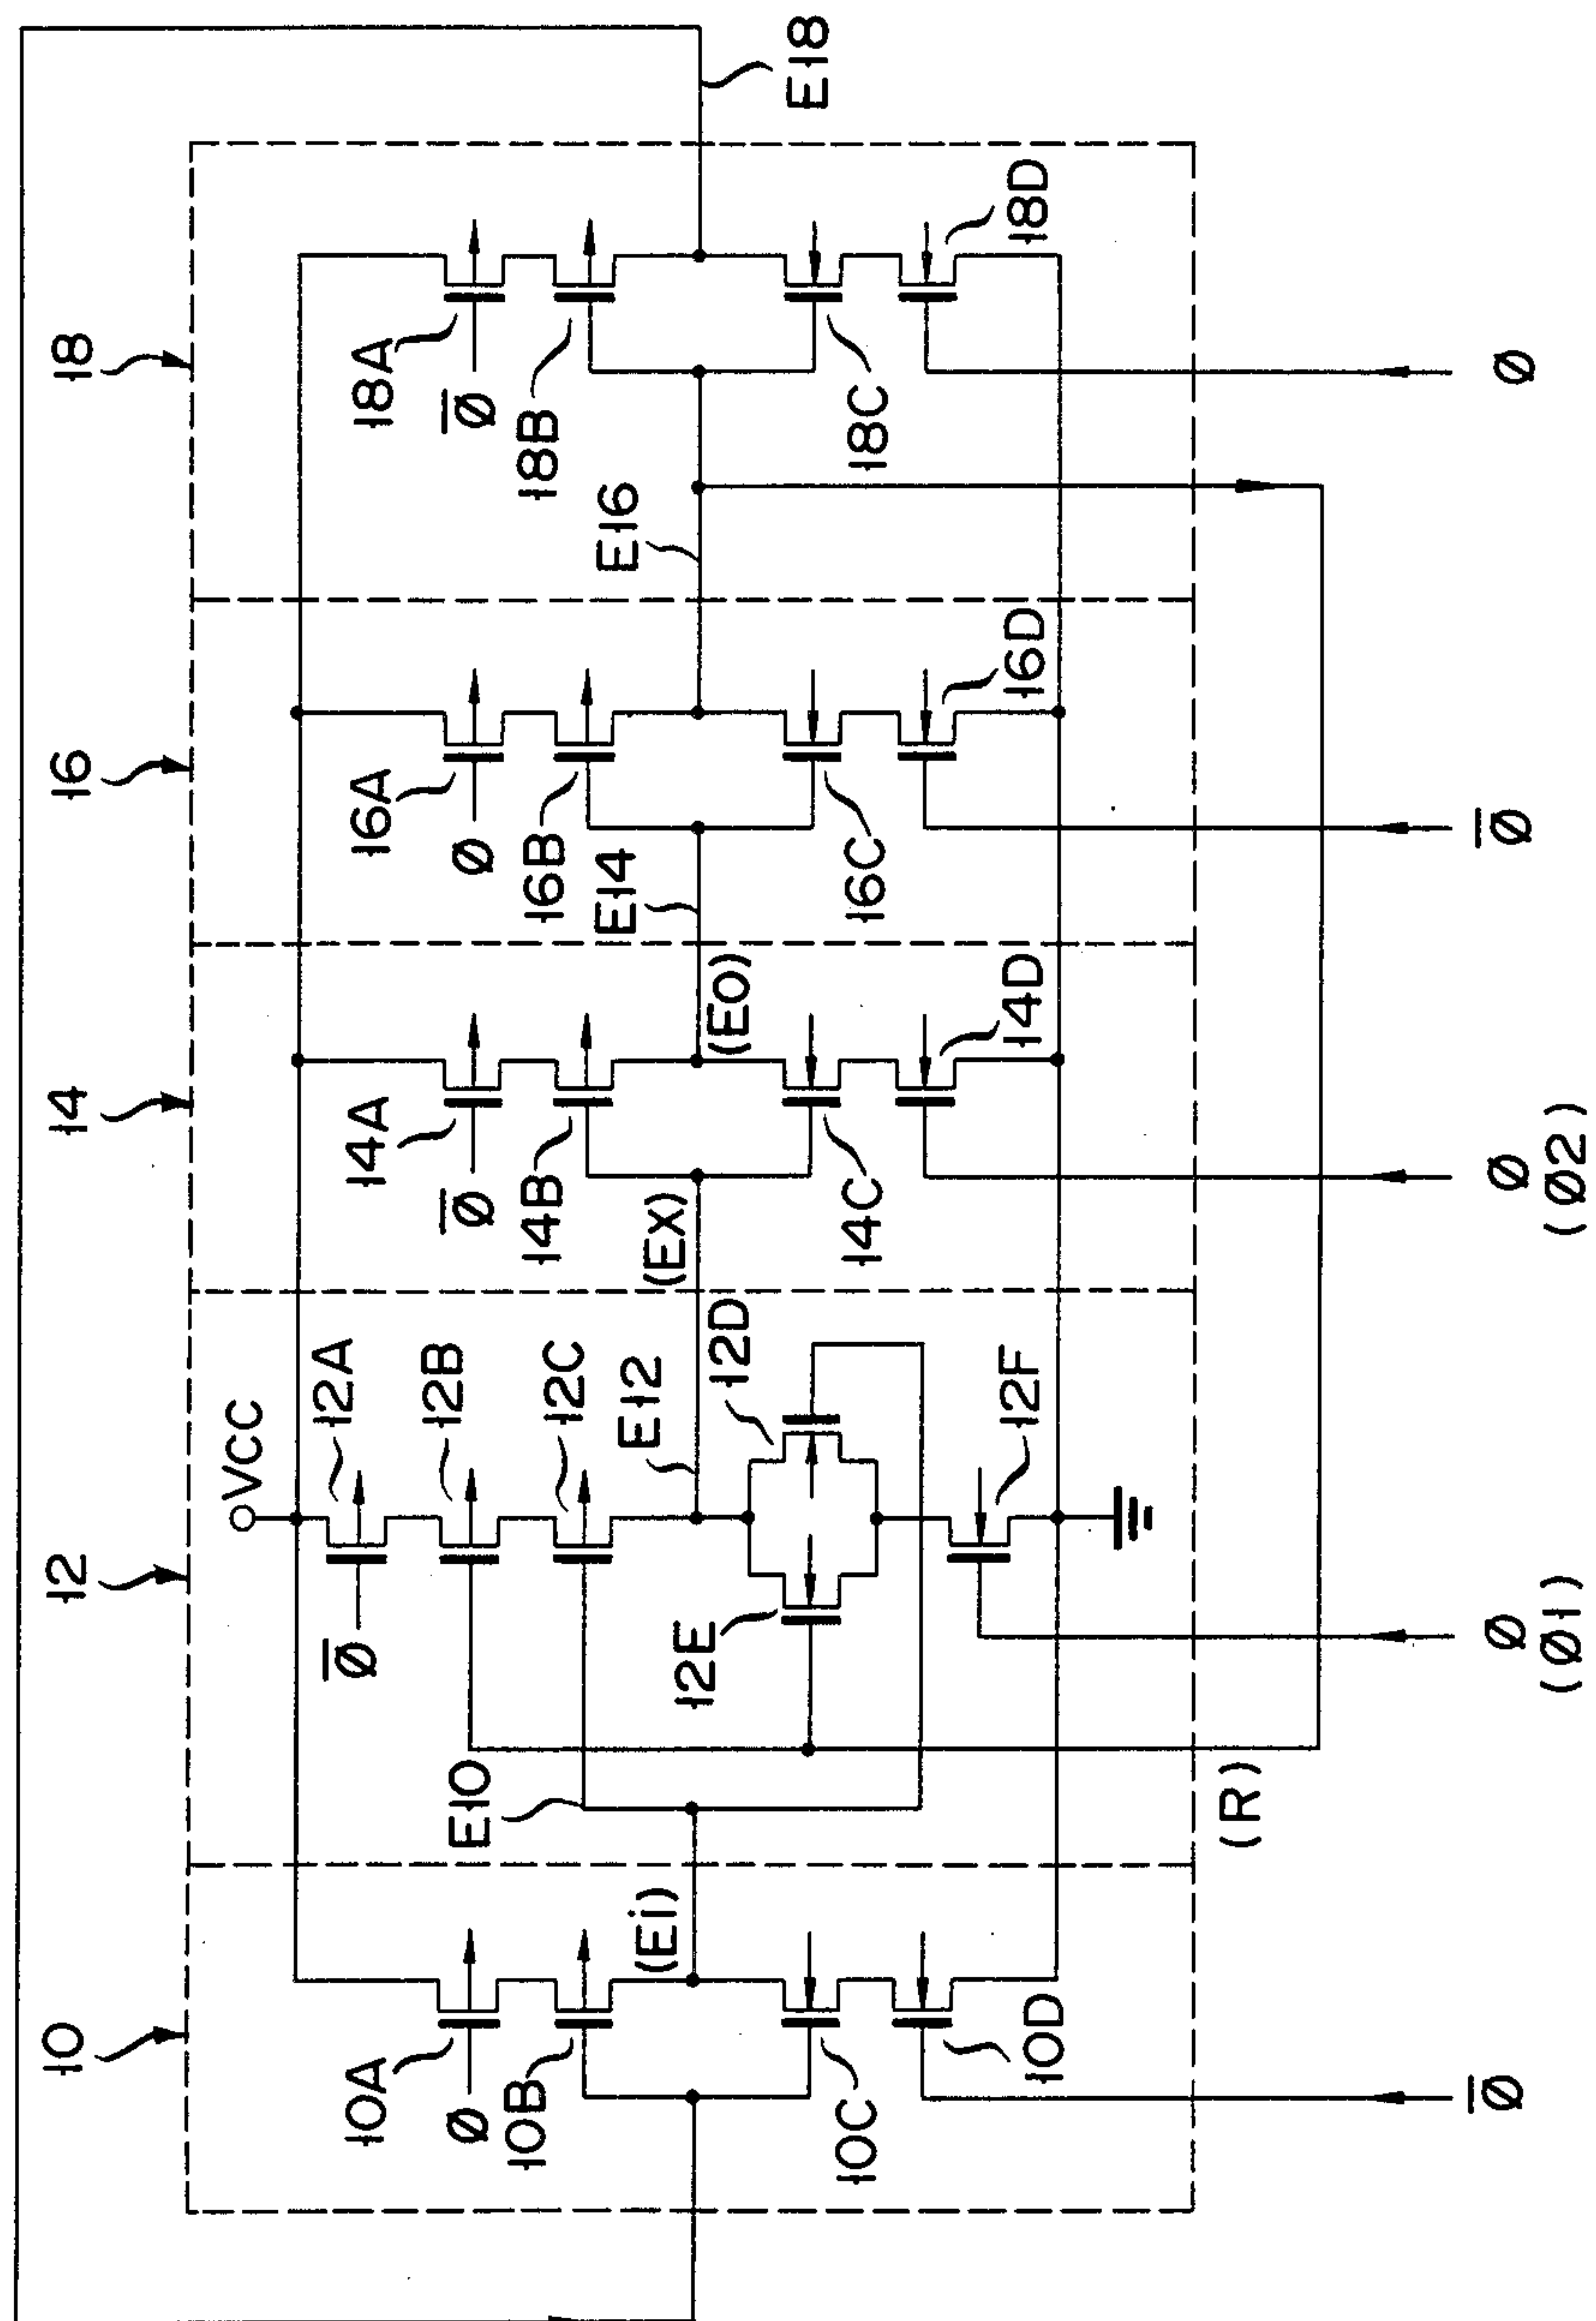 10
12
14
16
18
VCC
10A
Ø
10B
(Ei)
10C
10D
E10
12A
Ø̅
12B
12C
E12
12D
12E
12F
(EX)
14A
Ø̅
14B
(EO)
14C
14D
E14
16A
Ø
16B
16C
16D
E16
18A
Ø̅
18B
18C
18D
E18
(R)
Ø̅
Ø
(Ø1)
Ø
(Ø2)
Ø̅
Ø